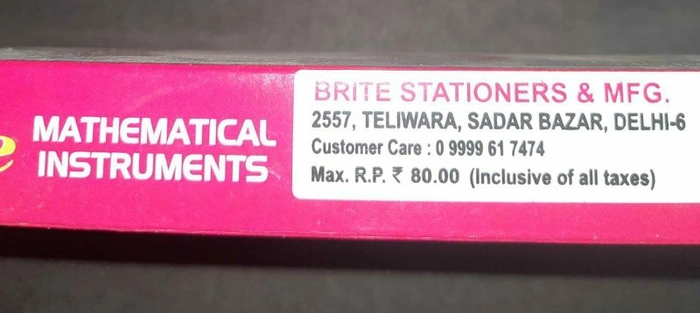 e
MATHEMATICAL
INSTRUMENTS
BRITE STATIONERS & MFG.
2557, TELIWARA, SADAR BAZAR, DELHI-6
Customer Care : 0 9999 61 7474
Max. R.P. ₹ 80.00 (Inclusive of all taxes)